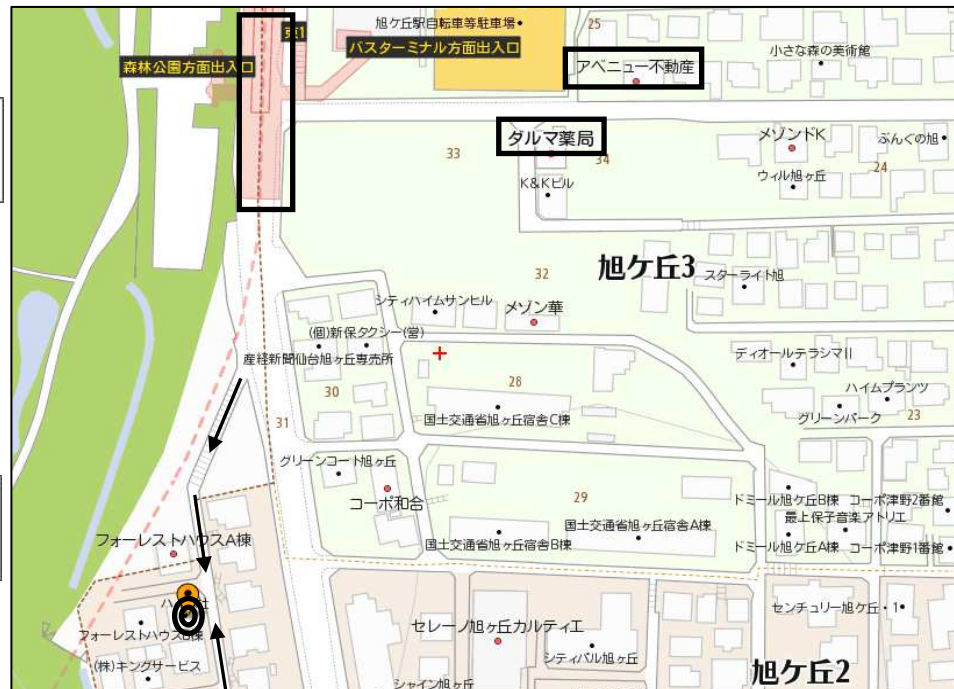 旭ケ丘駅自転車等駐車場
25
東1
バスターミナル方面出入口
森林公園方面出入口
アベニュー不動産
小さな森の美術館
ダルマ薬局
33
34
メゾンドK
ぶんぐの旭
24
K&Kビル
ウィル旭ヶ丘
32
旭ケ丘3
スターライト旭
シティハイムサンヒル
メゾン華
(個)新保タクシー(営)
産経新聞仙台旭ヶ丘専売所
ディオールテラシマII
28
30
ハイムプランツ
国土交通省旭ヶ丘宿舎C棟
グリーンパーク
23
31
グリーンコート旭ヶ丘
コーポ和合
29
ドミール旭ケ丘B棟
コーポ津野2番館
国土交通省旭ヶ丘宿舎A棟
最上保子音楽アトリエ
フォーレストハウスA棟
国土交通省旭ヶ丘宿舎B棟
ドミール旭ケ丘A棟
コーポ津野1番館
センチュリー旭ケ丘・1
フォーレストハウス
棟
セレーノ旭ヶ丘カルティエ
(株)キングサービス
シティパル旭ヶ丘
旭ケ丘2
シャイン旭ヶ丘